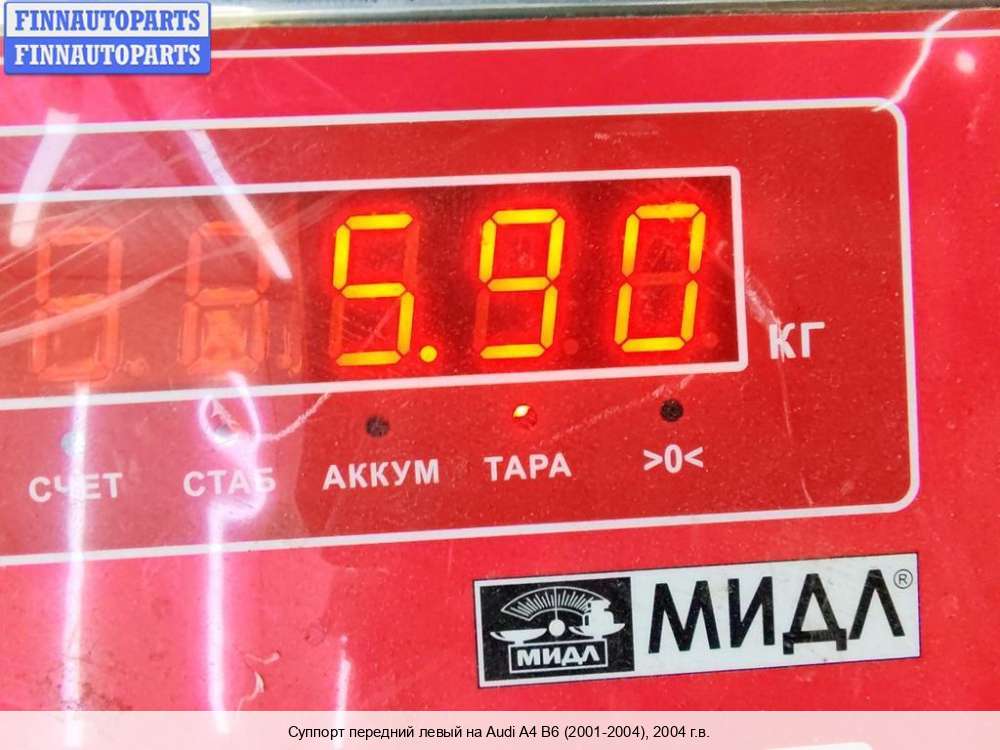 FINNAUTOPARTS
FINNAUTOPARTS
5.90
КГ
СЧЕТ СТАБ АККУМ ТАРА >0<
МИДЛ МИДЛ®
Суппорт передний левый на Audi A4 B6 (2001-2004), 2004 г.в.